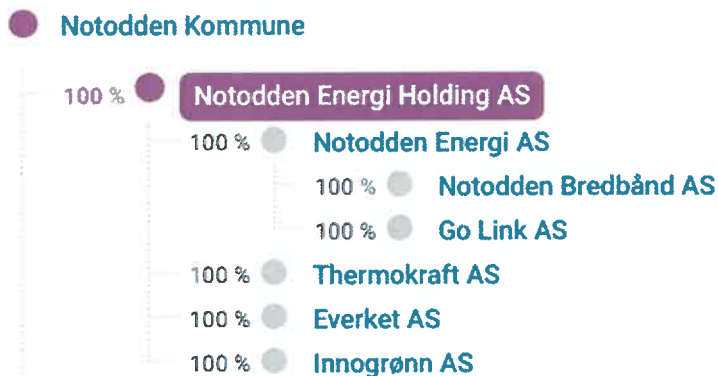 Notodden Kommune
100 % Notodden Energi Holding AS
100 % Notodden Energi AS
100 % Notodden Bredbånd AS
100 % Go Link AS
100 % Thermokraft AS
100 % Everket AS
100 % Innogrønn AS